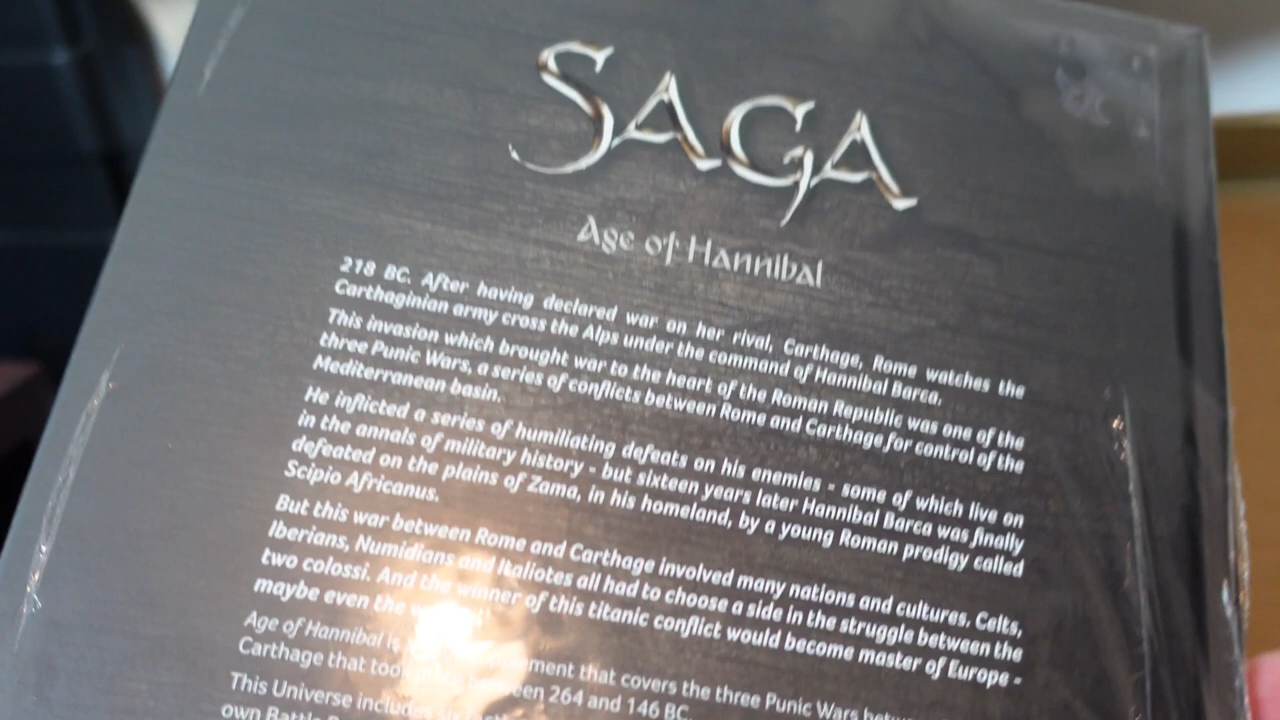 SAGA
Age of Hannibal
218 BC. After having declared war on her rival, Carthage, Rome watches the
Carthaginian army cross the Alps under the command of Hannibal Barca.
This invasion which brought war to the heart of the Roman Republic was one of the
three Punic Wars, a series of conflicts between Rome and Carthage for control of the
Mediterranean basin.
He inflicted a series of humiliating defeats on his enemies - some of which live on
in the annals of military history - but sixteen years later Hannibal Barca was finally
defeated on the plains of Zama, in his homeland, by a young Roman prodigy called
Scipio Africanus.
But this war between Rome and Carthage involved many nations and cultures. Celts,
Iberians, Numidians and Italiotes all had to choose a side in the struggle between the
two colossi. And the winner of this titanic conflict would become master of Europe -
maybe even the
Age of Hannibal is that covers the three Punic Wars
Carthage that 264 and 146 BC.
This Universe includes
own Battle